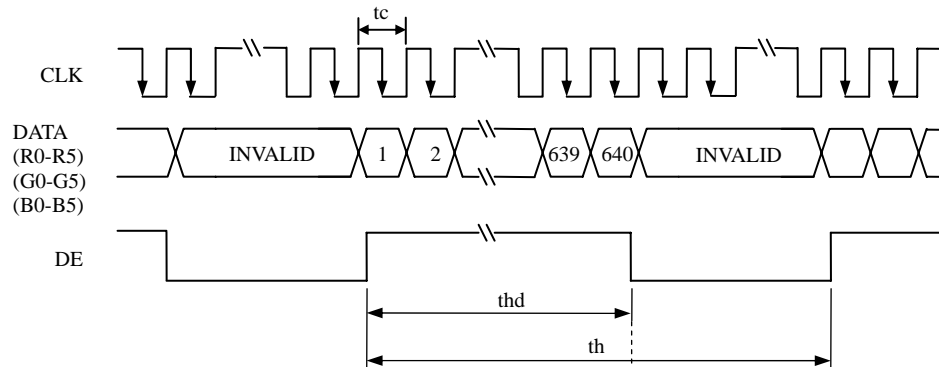 tc
CLK
DATA
(R0-R5)
(G0-G5)
(B0-B5)
INVALID 1 2 639 640 INVALID
DE
thd
th